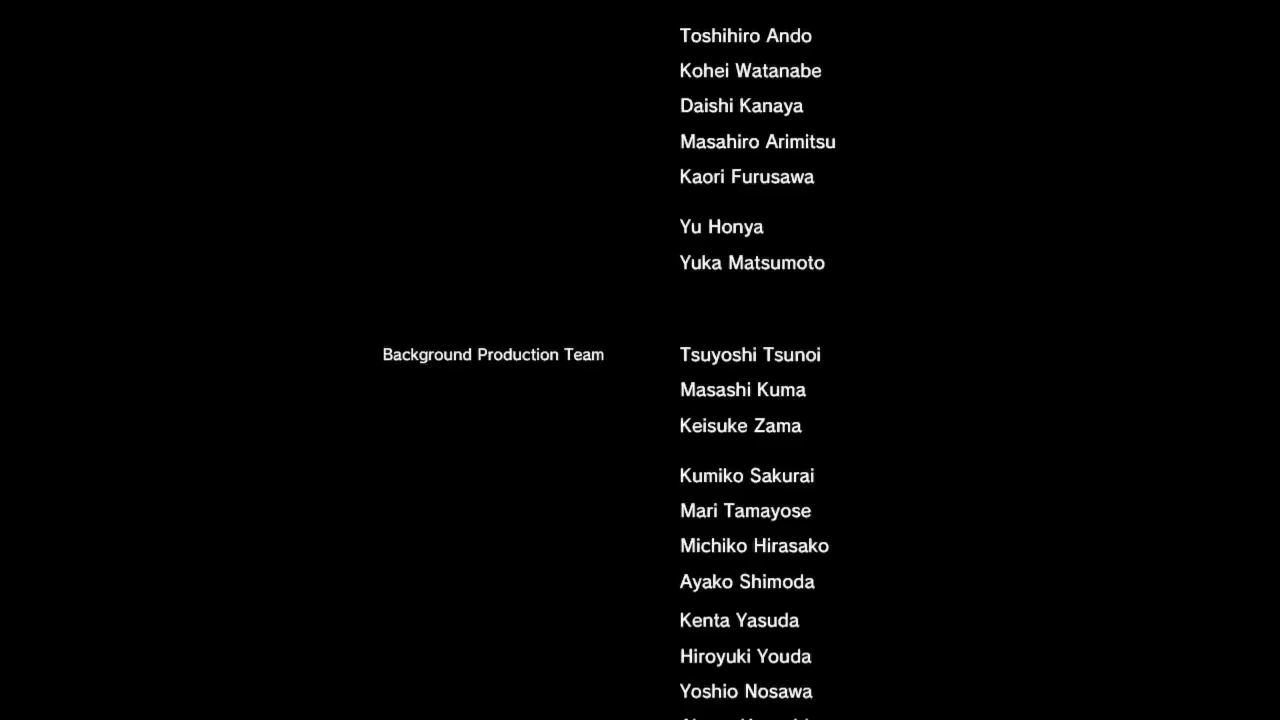 Toshihiro Ando
Kohei Watanabe
Daishi Kanaya
Masahiro Arimitsu
Kaori Furusawa
Yu Honya
Yuka Matsumoto
Background Production Team Tsuyoshi Tsunoi
Masashi Kuma
Keisuke Zama
Kumiko Sakurai
Mari Tamayose
Michiko Hirasako
Ayako Shimoda
Kenta Yasuda
Hiroyuki Youda
Yoshio Nosawa